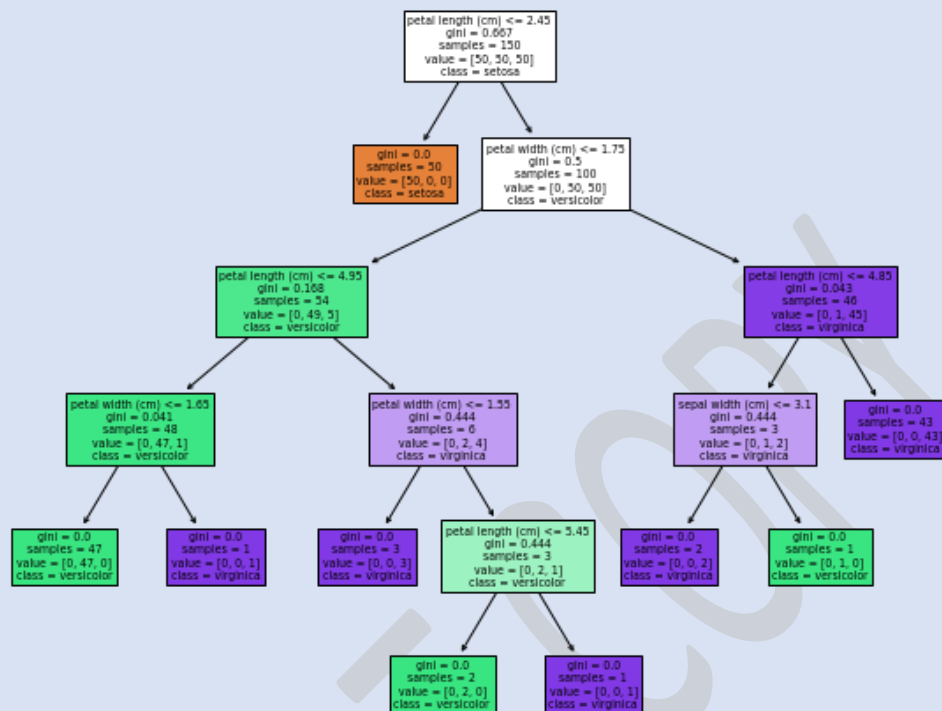 petal length (cm) <= 2.45
gini = 0.667
samples = 150
value = [50, 50, 50]
class = setosa
gini = 0.0
samples = 50
value = [50, 0, 0]
class = setosa
petal width (cm) <= 1.75
gini = 0.5
samples = 100
value = [0, 50, 50]
class = versicolor
petal length (cm) <= 4.95
gini = 0.168
samples = 54
value = [0, 49, 5]
class = versicolor
petal length (cm) <= 4.85
gini = 0.043
samples = 46
value = [0, 1, 45]
class = virginica
petal width (cm) <= 1.65
gini = 0.041
samples = 48
value = [0, 47, 1]
class = versicolor
petal width (cm) <= 1.55
gini = 0.444
samples = 6
value = [0, 2, 4]
class = virginica
sepal width (cm) <= 3.1
gini = 0.444
samples = 3
value = [0, 1, 2]
class = virginica
gini = 0.0
samples = 43
value = [0, 0, 43]
class = virginica
gini = 0.0
samples = 47
value = [0, 47, 0]
class = versicolor
gini = 0.0
samples = 1
value = [0, 0, 1]
class = virginica
gini = 0.0
samples = 3
value = [0, 0, 3]
class = virginica
petal length (cm) <= 5.45
gini = 0.444
samples = 3
value = [0, 2, 1]
class = versicolor
gini = 0.0
samples = 2
value = [0, 0, 2]
class = virginica
gini = 0.0
samples = 1
value = [0, 1, 0]
class = versicolor
gini = 0.0
samples = 2
value = [0, 2, 0]
class = versicolor
gini = 0.0
samples = 1
value = [0, 0, 1]
class = virginica